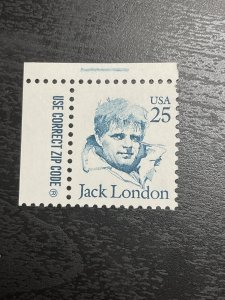 USE CORRECT ZIP CODE ®
USA
25
Jack London